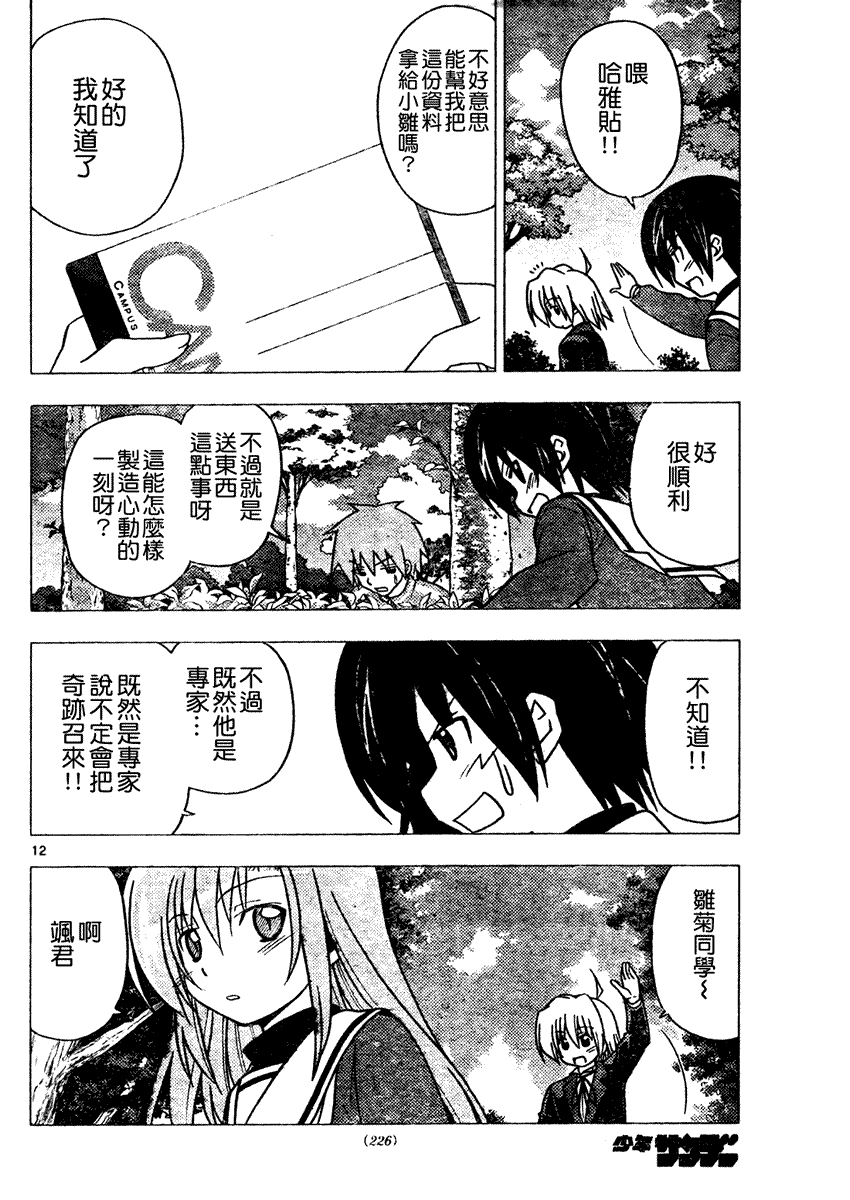 喂
哈雅貼!!
不好意思
能幫我把
這份資料
拿給小雛嗎?
好的
我知道了
CAMPUS
CAM
好
很順利
不過就是
送東西
這點事呀
這能怎麼樣
製造心動的
一刻呀?
不知道!!
不過
既然他是
專家…
既然是專家
說不定會把
奇跡召來!!
12
雛菊同學~
啊
颯君
(226)
少年サンデー